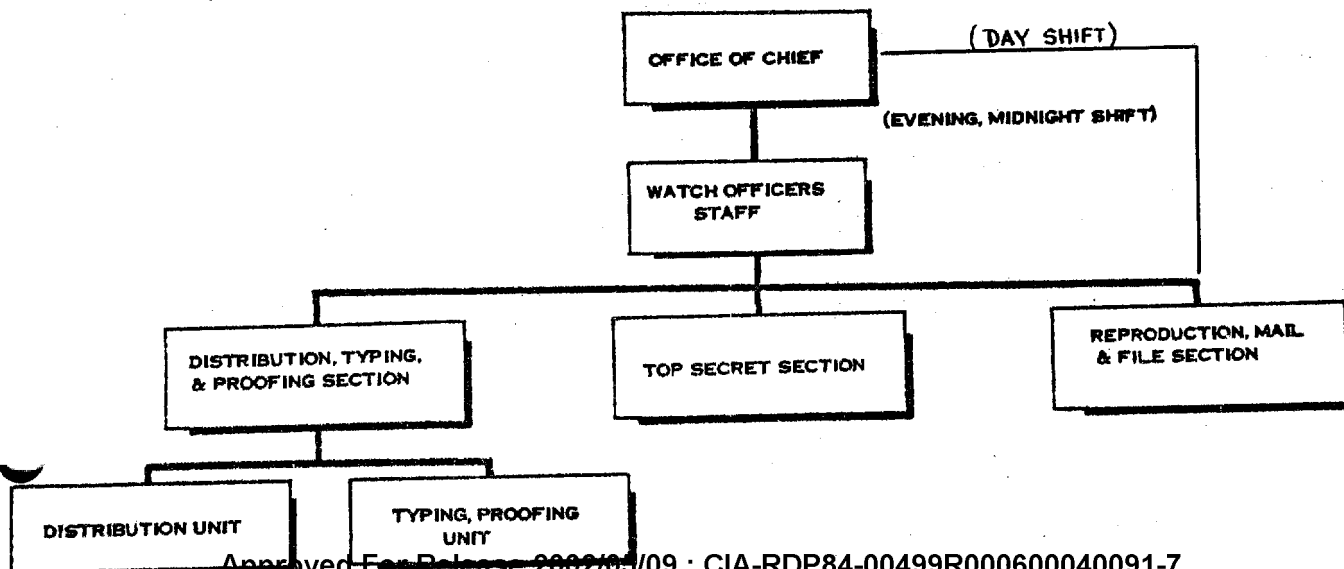 (DAY SHIFT)
OFFICE OF CHIEF
(EVENING, MIDNIGHT SHIFT)
WATCH OFFICERS
STAFF
DISTRIBUTION, TYPING,
& PROOFING SECTION
TOP SECRET SECTION
REPRODUCTION, MAIL
& FILE SECTION
DISTRIBUTION UNIT
TYPING, PROOFING
UNIT
Approved For Release : CIA-RDP84-00499R000600040091-7